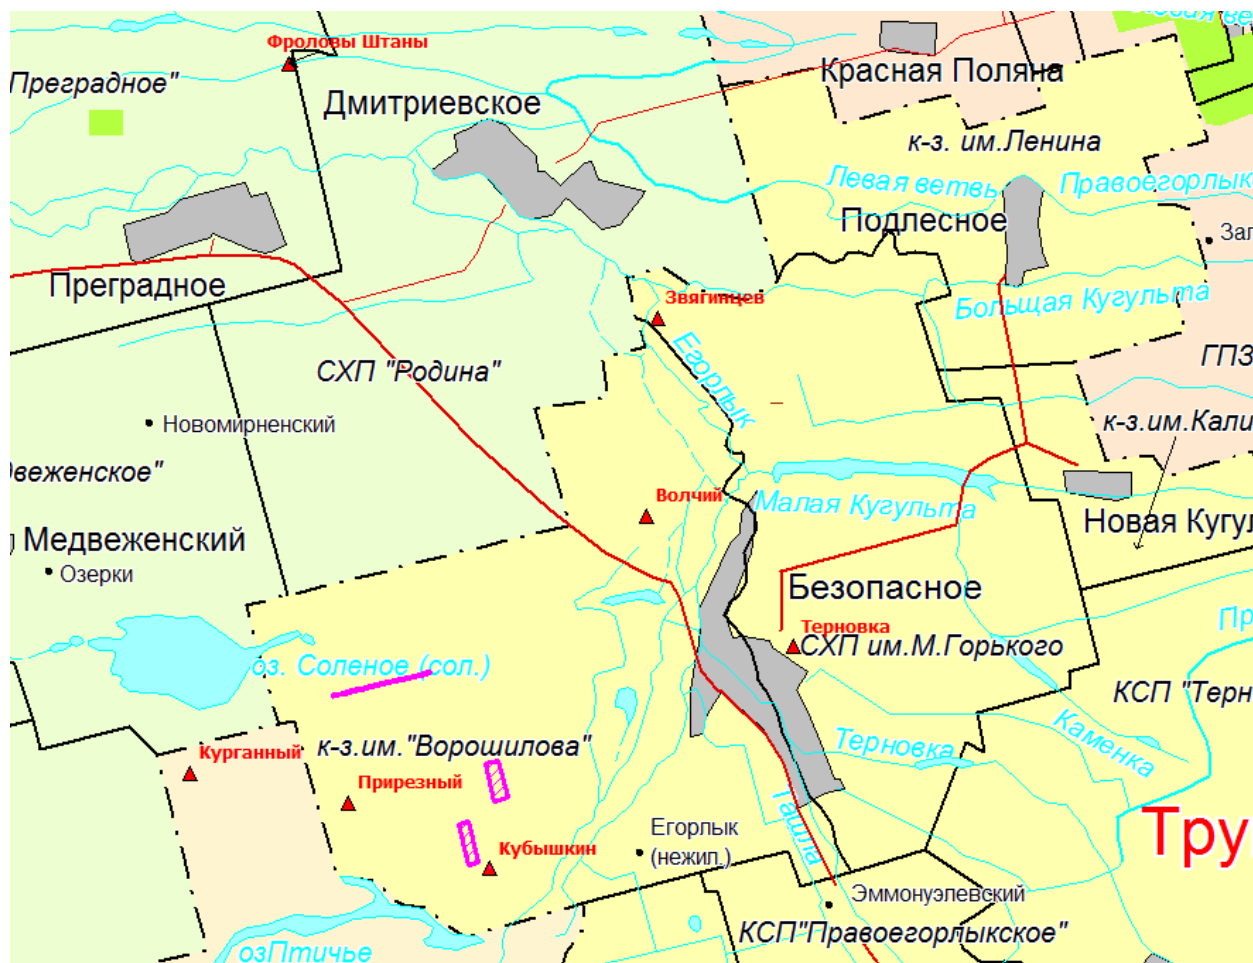 Фроловы Штаны
Преградное"
Дмитриевское
Красная Поляна
к-з. им.Ленина
Левая ветвь
Правоегорлык
Подлесное
Преградное
Звягинцев
Большая Кугульта
СХП "Родина"
Егорлык
ГПЗ
Новомирненский
к-з.им.Кали
двеженское"
Волчий
Малая Кугульта
Медвеженский
Новая Кугул
Озерки
Безопасное
Терновка
СХП им.М.Горького
оз. Соленое (сол.)
КСП "Терн
Каменка
Терновка
к-з.им."Ворошилова"
Курганный
Прирезный
Ташла
Егорлык
(нежил.)
Кубышкин
Тру
Эммонуэлевский
КСП"Правоегорлыкское"
озПтичье